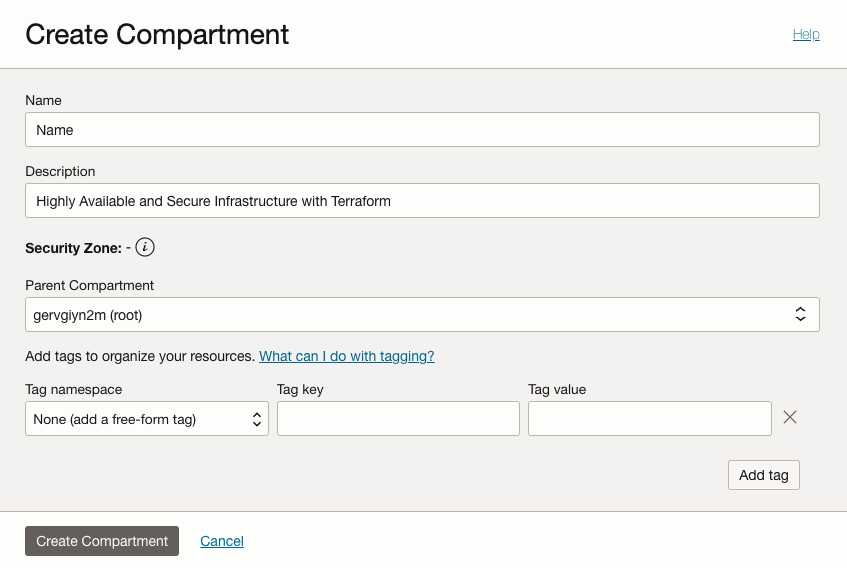 Create Compartment
Help
Name
Name
Description
Highly Available and Secure Infrastructure with Terraform
Security Zone: - i
Parent Compartment
gervgiyn2m (root)
Add tags to organize your resources. What can I do with tagging?
Tag namespace Tag key Tag value
None (add a free-form tag)
Add tag
Create Compartment Cancel